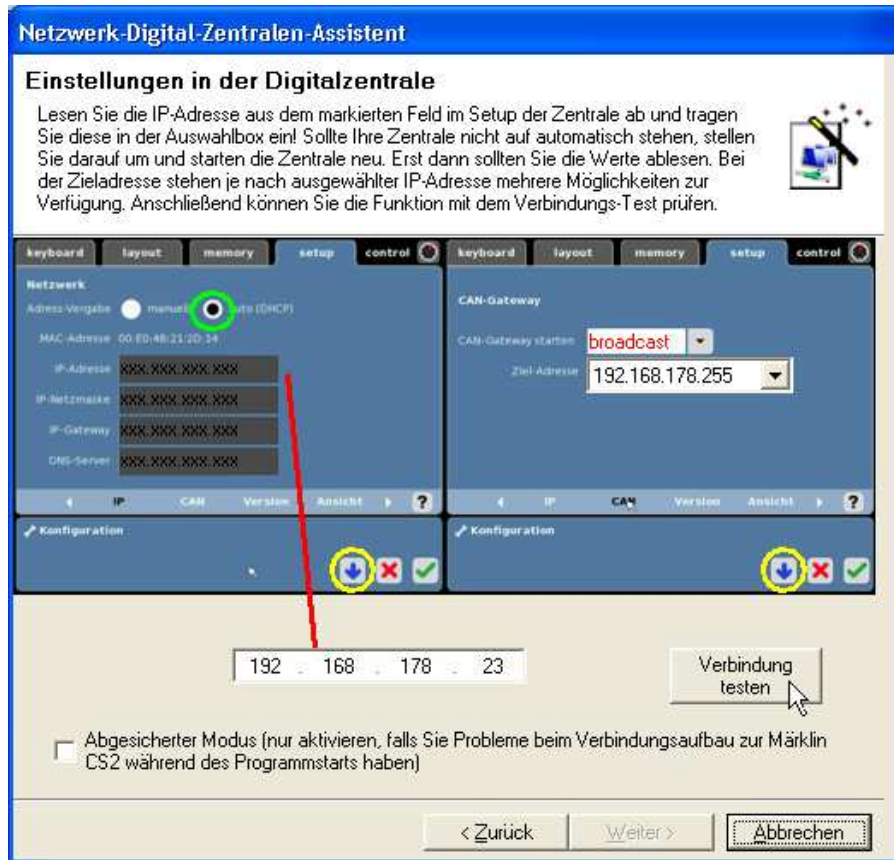 Netzwerk-Digital-Zentralen-Assistent
Einstellungen in der Digitalzentrale
Lesen Sie die IP-Adresse aus dem markierten Feld im Setup der Zentrale ab und tragen
Sie diese in der Auswahlbox ein! Sollte Ihre Zentrale nicht auf automatisch stehen, stellen
Sie darauf um und starten die Zentrale neu. Erst dann sollten Sie die Werte ablesen. Bei
der Zieladresse stehen je nach ausgewählter IP-Adresse mehrere Möglichkeiten zur
Verfügung. Anschließend können Sie die Funktion mit dem Verbindungs-Test prüfen.
keyboard layout memory setup control
Netzwerk
Adress-Vergabe manuell auto (DHCP)
MAC-Adresse 00:E0:48:21:2D:14
IP-Adresse XXX.XXX.XXX.XXX
IP-Netzmaske XXX.XXX.XXX.XXX
IP-Gateway XXX.XXX.XXX.XXX
DNS-Server XXX.XXX.XXX.XXX
IP CAN Version Ansicht ?
Konfiguration
keyboard layout memory setup control
CAN-Gateway
CAN-Gateway starten broadcast
Ziel-Adresse 192.168.178.255
IP CAN Version Ansicht ?
Konfiguration
192 . 168 . 178 . 23
Verbindung
testen
Abgesicherter Modus (nur aktivieren, falls Sie Probleme beim Verbindungsaufbau zur Märklin
CS2 während des Programmstarts haben)
< Zurück Weiter > Abbrechen